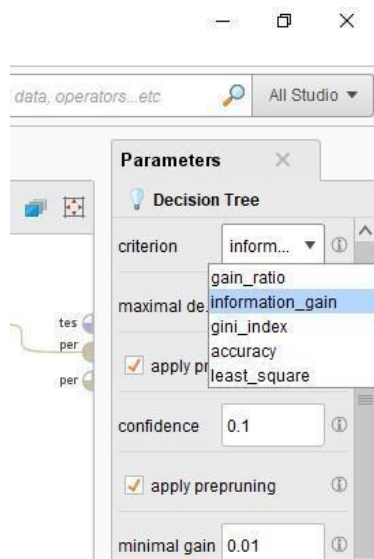 data, operators...etc
All Studio
Parameters
Decision Tree
criterion
inform...
gain_ratio
information_gain
gini_index
accuracy
least_square
maximal de.
tes
per
per
apply pr
confidence
0.1
apply prepruning
minimal gain
0.01